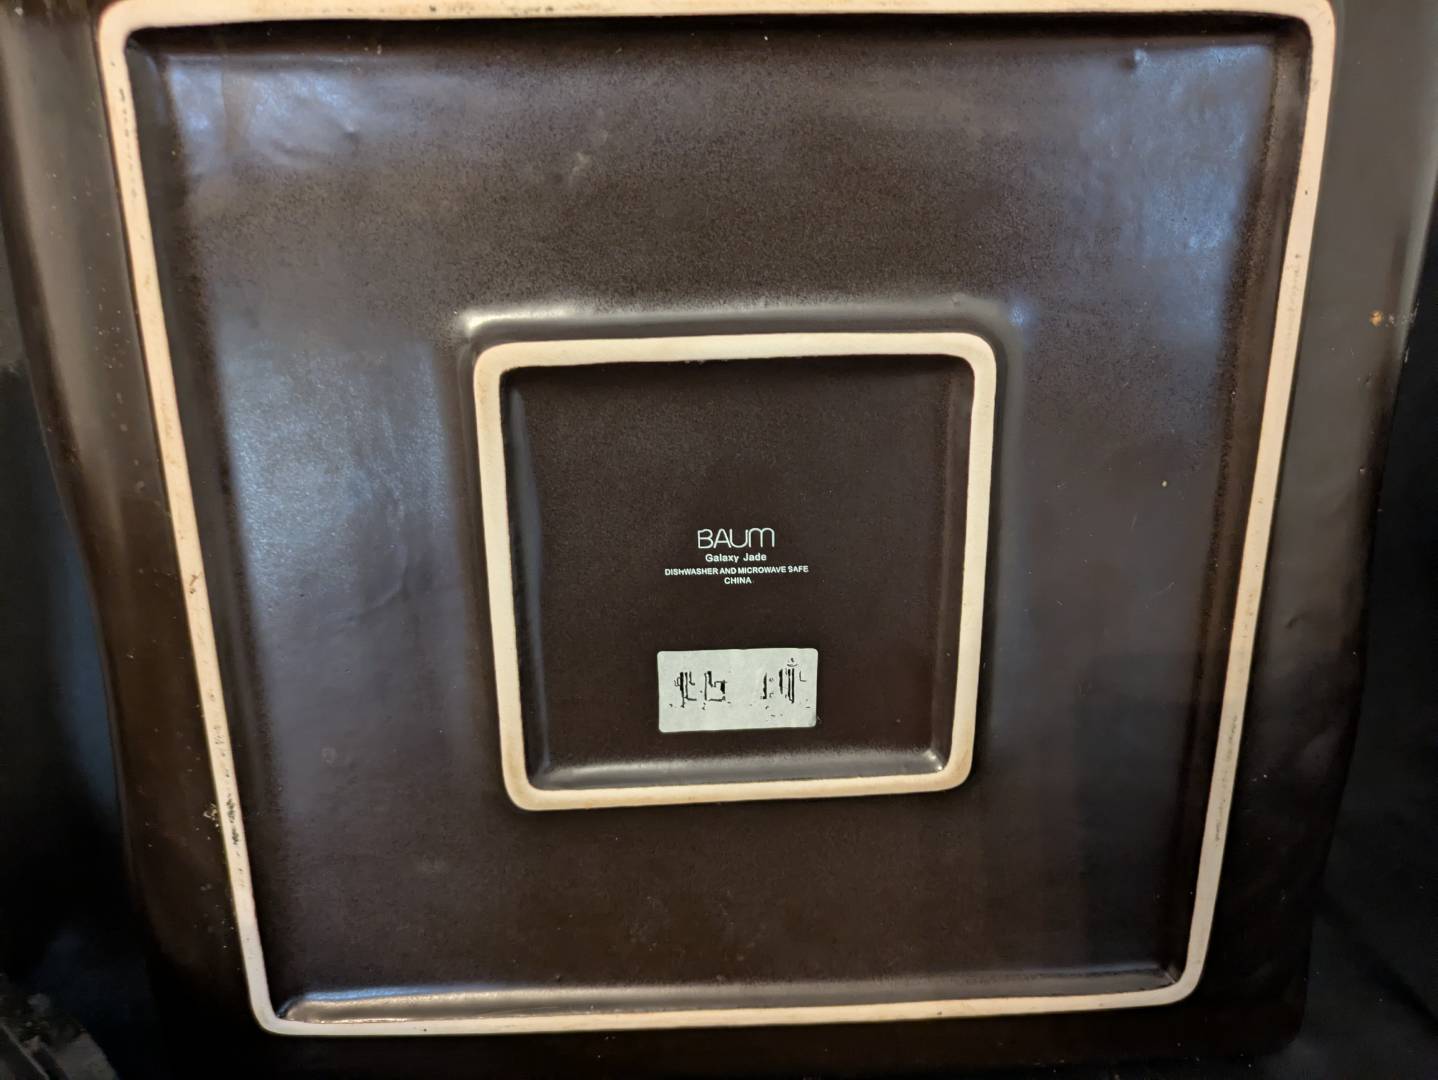 BAUM
Galaxy Jade
DISHWASHER AND MICROWAVE SAFE
CHINA